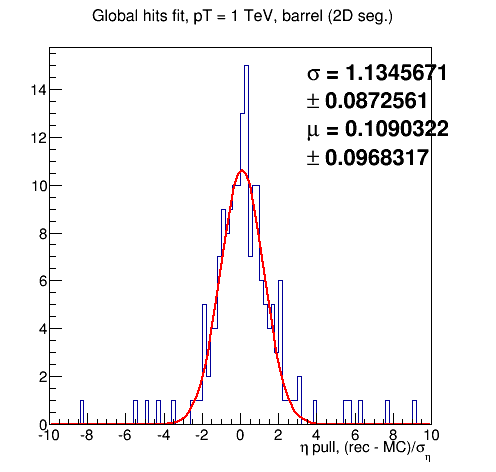 Global hits fit, pT = 1 TeV, barrel (2D seg.)
σ = 1.1345671
± 0.0872561
μ = 0.1090322
± 0.0968317
14
12
10
8
6
4
2
0
-10 -8 -6 -4 -2 0 2 4 6 8 10
η pull, (rec - MC)/σ_η